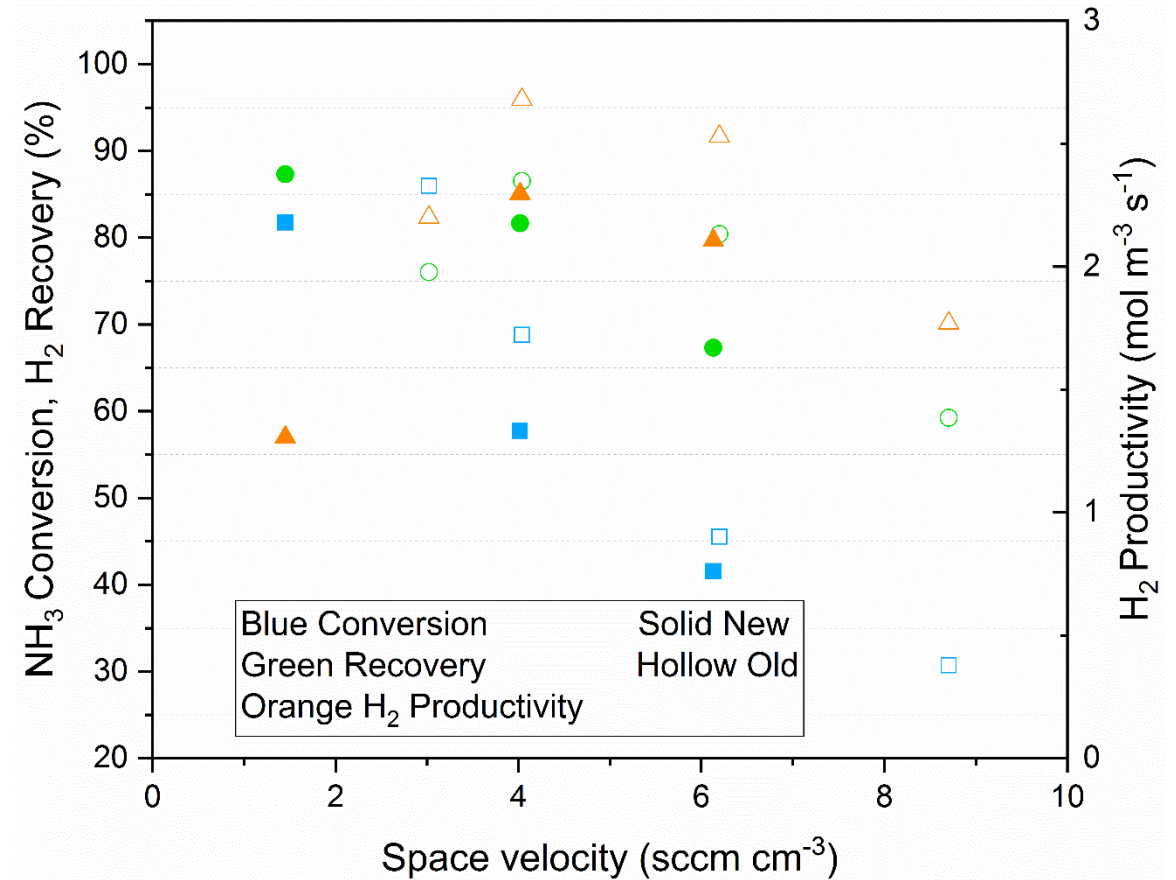 NH₃ Conversion, H₂ Recovery (%)
100
90
80
70
60
50
40
30
20
3
2
1
0
H₂ Productivity (mol m⁻³ s⁻¹)
Blue Conversion Solid New
Green Recovery Hollow Old
Orange H₂ Productivity
0 2 4 6 8 10
Space velocity (sccm cm⁻³)